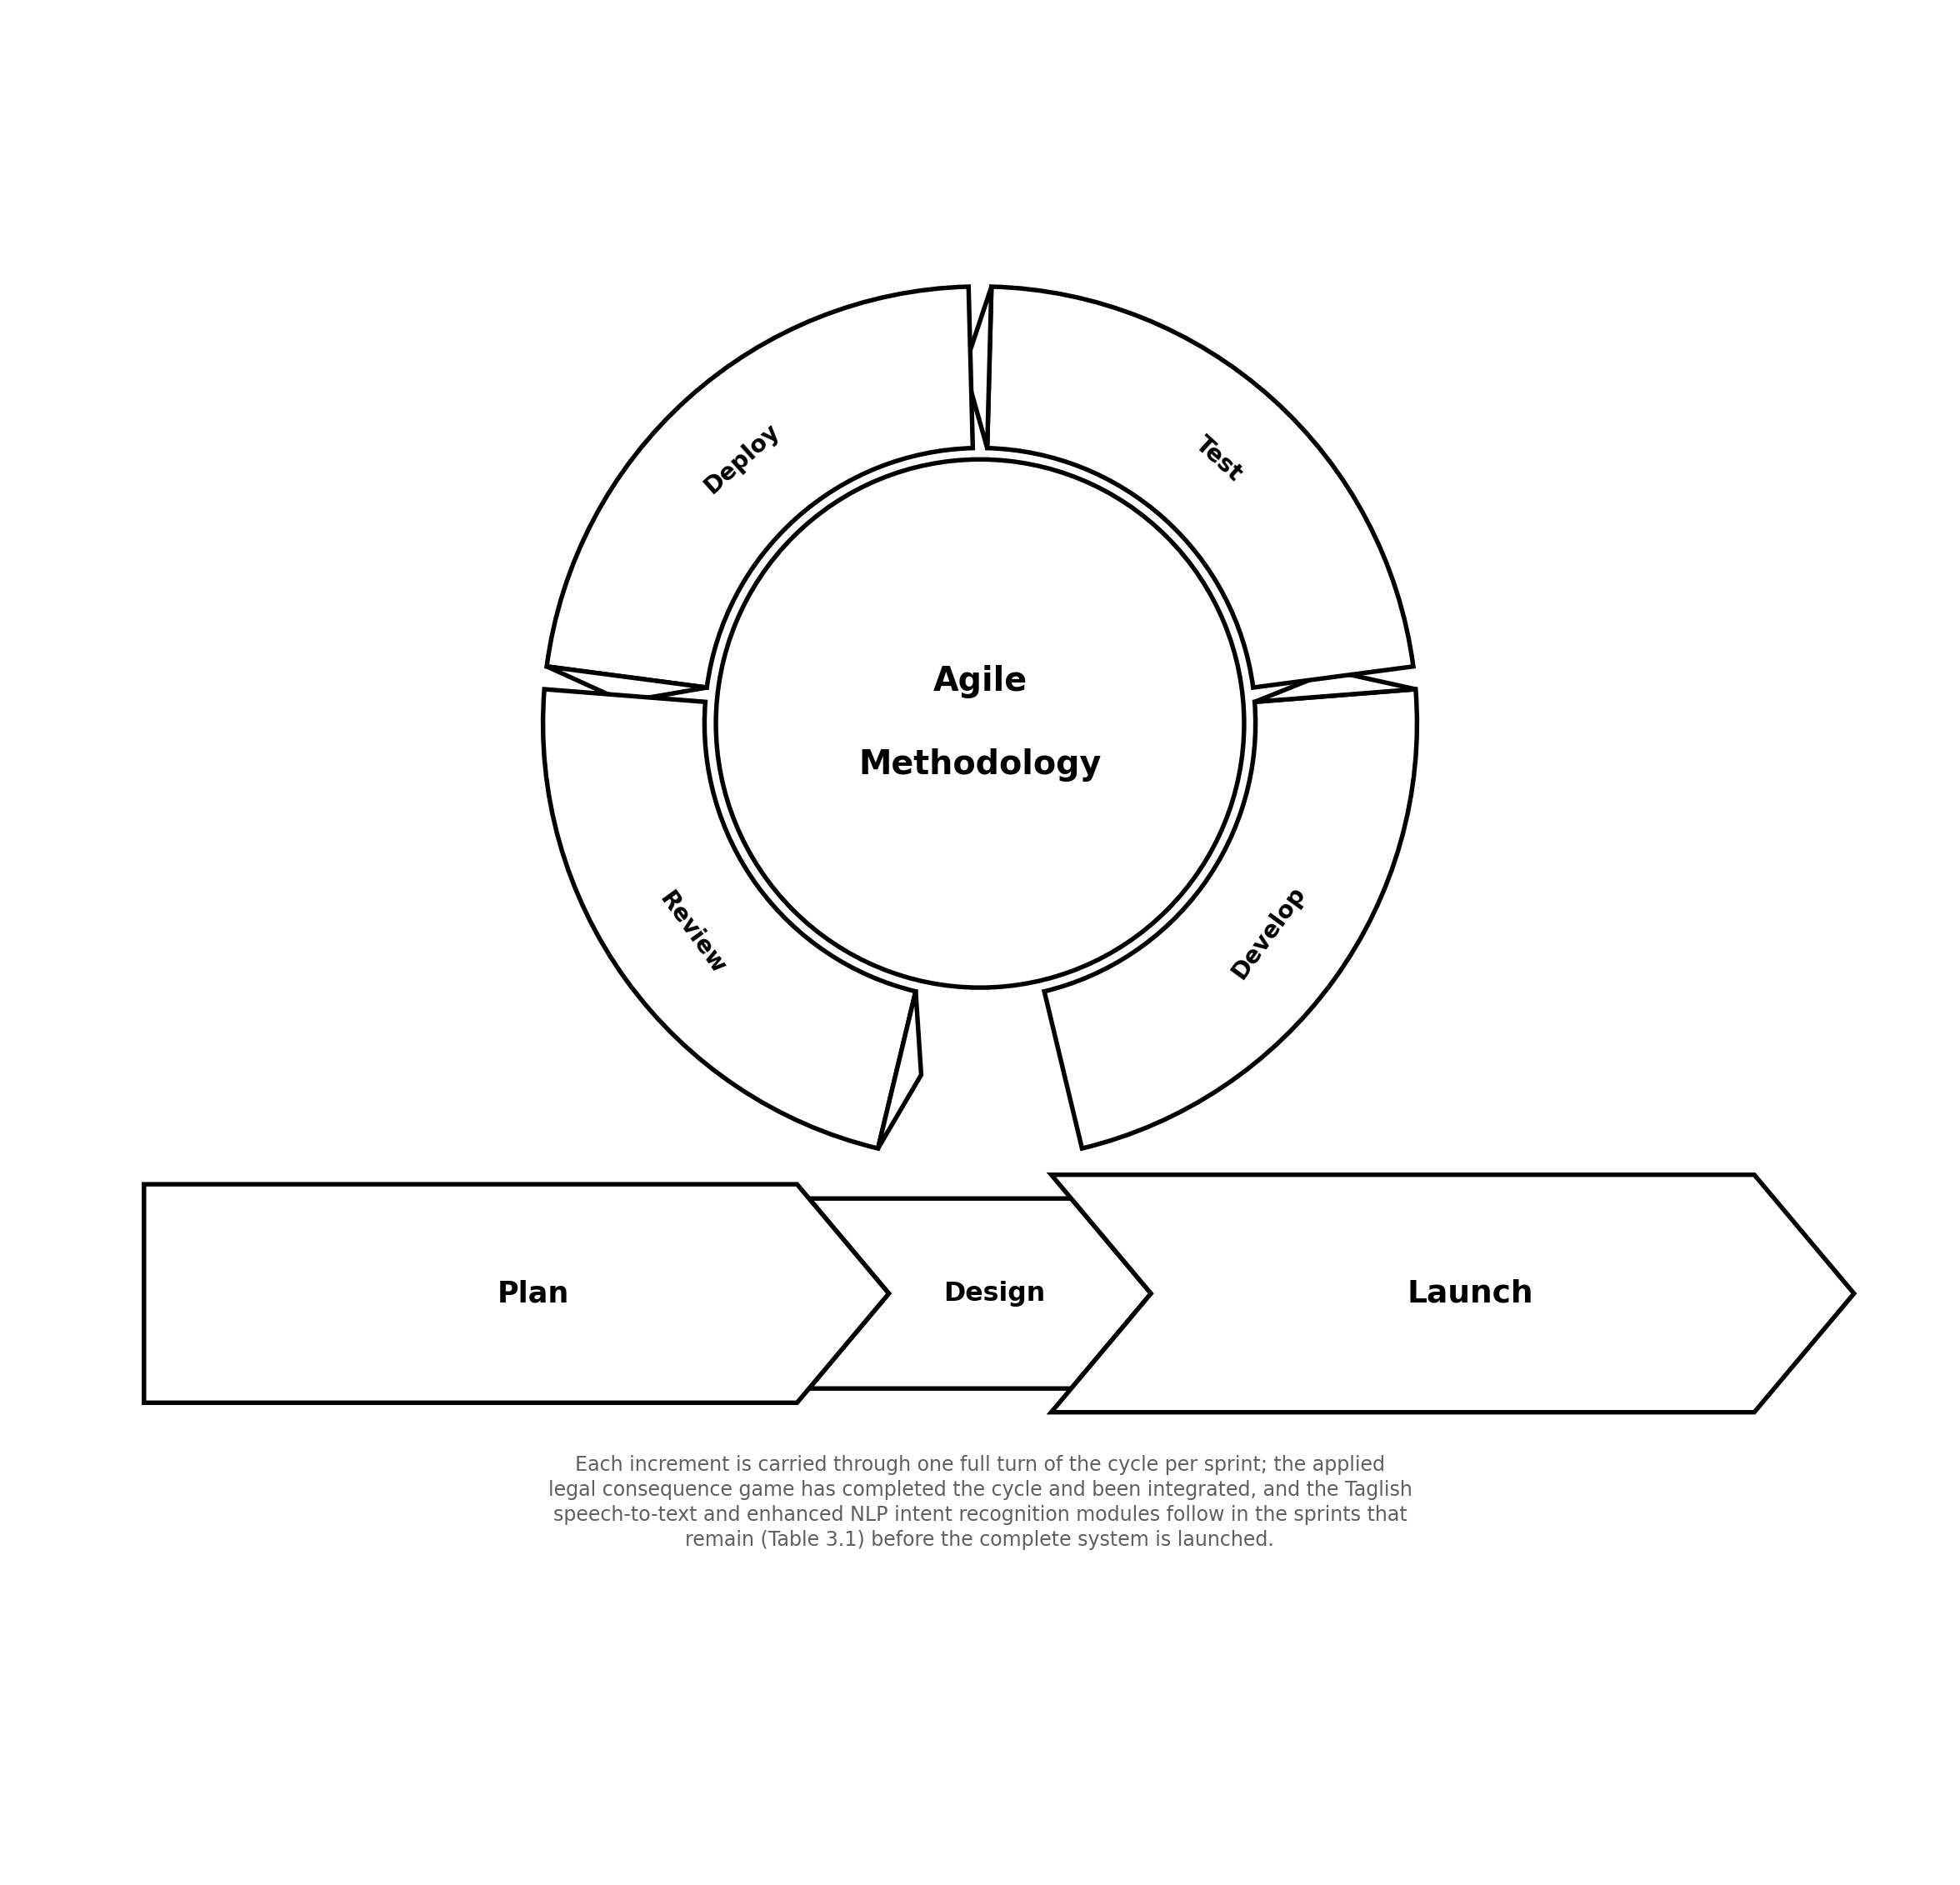 Deploy
Test
Agile
Methodology
Review
Develop
Plan
Design
Launch
Each increment is carried through one full turn of the cycle per sprint; the applied
legal consequence game has completed the cycle and been integrated, and the Taglish
speech-to-text and enhanced NLP intent recognition modules follow in the sprints that
remain (Table 3.1) before the complete system is launched.